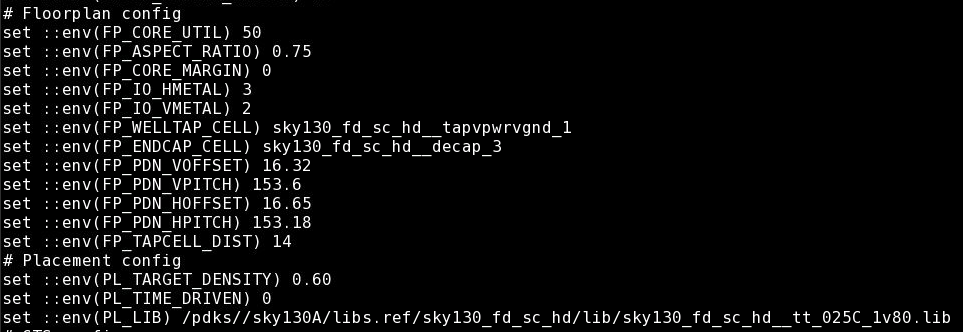 # Floorplan config
set ::env(FP_CORE_UTIL) 50
set ::env(FP_ASPECT_RATIO) 0.75
set ::env(FP_CORE_MARGIN) 0
set ::env(FP_IO_HMETAL) 3
set ::env(FP_IO_VMETAL) 2
set ::env(FP_WELLTAP_CELL) sky130_fd_sc_hd__tapvpwrvgnd_1
set ::env(FP_ENDCAP_CELL) sky130_fd_sc_hd__decap_3
set ::env(FP_PDN_VOFFSET) 16.32
set ::env(FP_PDN_VPITCH) 153.6
set ::env(FP_PDN_HOFFSET) 16.65
set ::env(FP_PDN_HPITCH) 153.18
set ::env(FP_TAPCELL_DIST) 14
# Placement config
set ::env(PL_TARGET_DENSITY) 0.60
set ::env(PL_TIME_DRIVEN) 0
set ::env(PL_LIB) /pdks//sky130A/libs.ref/sky130_fd_sc_hd/lib/sky130_fd_sc_hd__tt_025C_1v80.lib